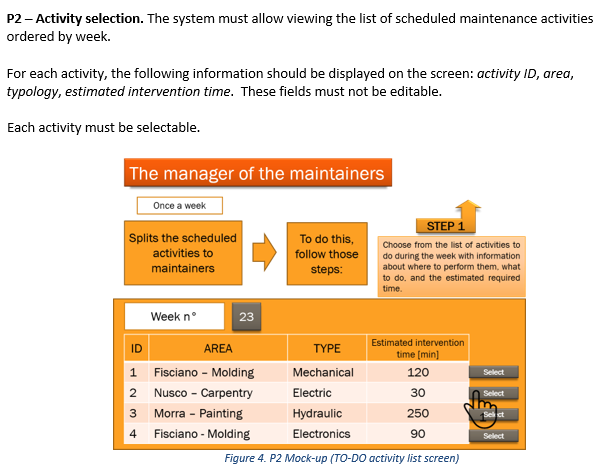 P2 – Activity selection. The system must allow viewing the list of scheduled maintenance activities
ordered by week.
For each activity, the following information should be displayed on the screen: activity ID, area,
typology, estimated intervention time. These fields must not be editable.
Each activity must be selectable.
The manager of the maintainers
Once a week
Splits the scheduled
activities to
maintainers
To do this,
follow those
steps:
STEP 1
Choose from the list of activities to
do during the week with information
about where to perform them, what
to do, and the estimated required
time.
Week n° 23
ID AREA TYPE Estimated intervention
time [min]
1 Fisciano – Molding Mechanical 120 Select
2 Nusco – Carpentry Electric 30 Select
3 Morra – Painting Hydraulic 250 Select
4 Fisciano - Molding Electronics 90 Select
1
Figure 4. P2 Mock-up (TO-DO activity list screen)